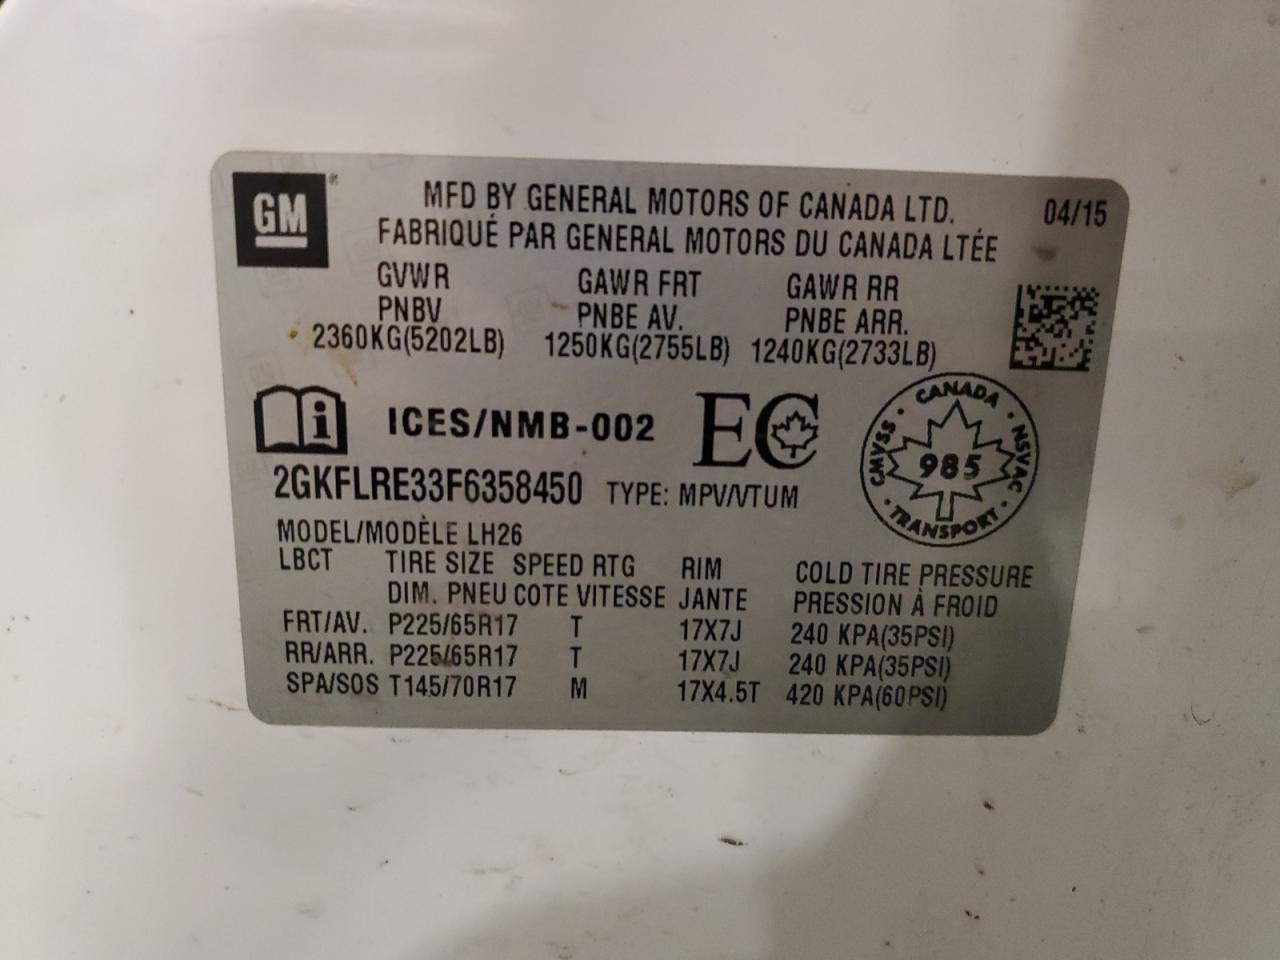 GM
MFD BY GENERAL MOTORS OF CANADA LTD. 04/15
FABRIQUÉ PAR GENERAL MOTORS DU CANADA LTÉE
GVWR GAWR FRT GAWR RR
PNBV PNBE AV. PNBE ARR.
2360KG(5202LB) 1250KG(2755LB) 1240KG(2733LB)
i ICES/NMB-002 EC
CANADA
CMVSS 985 NSVAC
TRANSPORT
2GKFLRE33F6358450 TYPE: MPV/VTUM
MODEL/MODÈLE LH26
LBCT TIRE SIZE SPEED RTG RIM COLD TIRE PRESSURE
DIM. PNEU COTE VITESSE JANTE PRESSION À FROID
FRT/AV. P225/65R17 T 17X7J 240 KPA(35PSI)
RR/ARR. P225/65R17 T 17X7J 240 KPA(35PSI)
SPA/SOS T145/70R17 M 17X4.5T 420 KPA(60PSI)